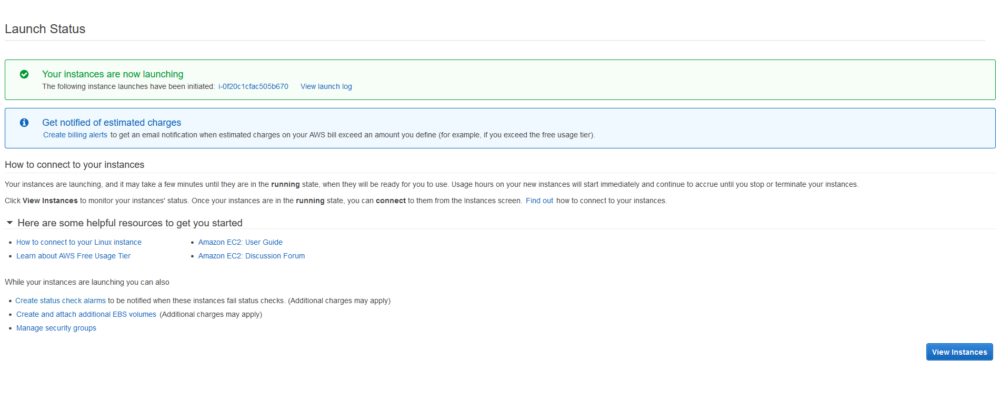 Launch Status
Your instances are now launching
The following instance launches have been initiated: i-0f20c1cfac505b670 View launch log
Get notified of estimated charges
Create billing alerts to get an email notification when estimated charges on your AWS bill exceed an amount you define (for example, if you exceed the free usage tier).
How to connect to your instances
Your instances are launching, and it may take a few minutes until they are in the running state, when they will be ready for you to use. Usage hours on your new instances will start immediately and continue to accrue until you stop or terminate your instances.
Click View Instances to monitor your instances' status. Once your instances are in the running state, you can connect to them from the Instances screen. Find out how to connect to your instances.
Here are some helpful resources to get you started
• How to connect to your Linux instance
• Learn about AWS Free Usage Tier
• Amazon EC2: User Guide
• Amazon EC2: Discussion Forum
While your instances are launching you can also
• Create status check alarms to be notified when these instances fail status checks. (Additional charges may apply)
• Create and attach additional EBS volumes (Additional charges may apply)
• Manage security groups
View Instances